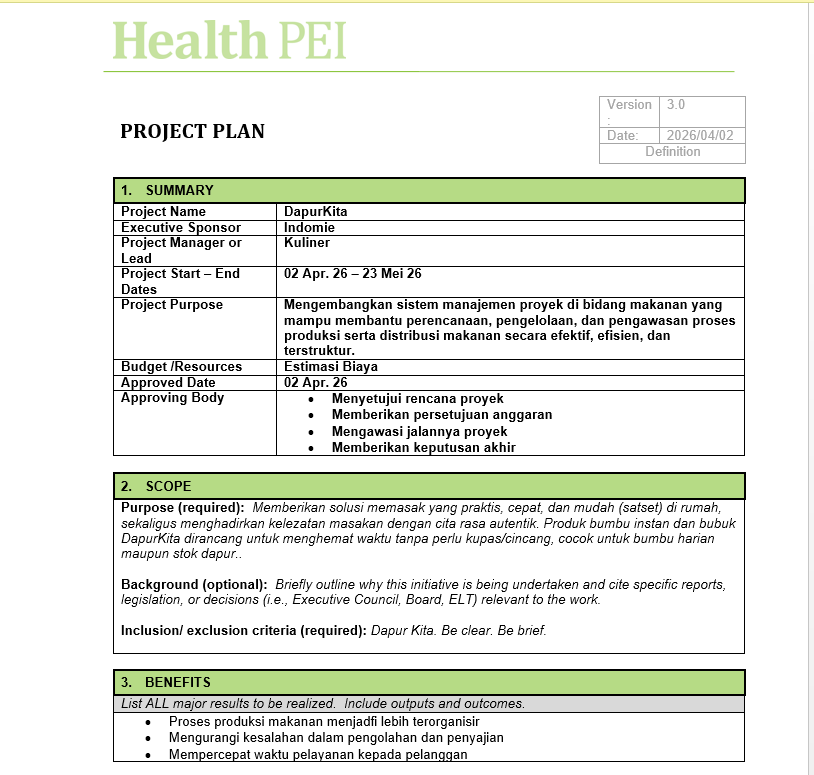 Health PEI
PROJECT PLAN
Version
:
3.0
Date:
2026/04/02
Definition
1. SUMMARY
Project Name
DapurKita
Executive Sponsor
Indomie
Project Manager or
Lead
Kuliner
Project Start – End
Dates
02 Apr. 26 – 23 Mei 26
Project Purpose
Mengembangkan sistem manajemen proyek di bidang makanan yang
mampu membantu perencanaan, pengelolaan, dan pengawasan proses
produksi serta distribusi makanan secara efektif, efisien, dan
terstruktur.
Budget /Resources
Estimasi Biaya
Approved Date
02 Apr. 26
Approving Body
• Menyetujui rencana proyek
• Memberikan persetujuan anggaran
• Mengawasi jalannya proyek
• Memberikan keputusan akhir
2. SCOPE
Purpose (required): Memberikan solusi memasak yang praktis, cepat, dan mudah (satset) di rumah,
sekaligus menghadirkan kelezatan masakan dengan cita rasa autentik. Produk bumbu instan dan bubuk
DapurKita dirancang untuk menghemat waktu tanpa perlu kupas/cincang, cocok untuk bumbu harian
maupun stok dapur..
Background (optional): Briefly outline why this initiative is being undertaken and cite specific reports,
legislation, or decisions (i.e., Executive Council, Board, ELT) relevant to the work.
Inclusion/ exclusion criteria (required): Dapur Kita. Be clear. Be brief.
3. BENEFITS
List ALL major results to be realized. Include outputs and outcomes.
• Proses produksi makanan menjadfi lebih terorganisir
• Mengurangi kesalahan dalam pengolahan dan penyajian
• Mempercepat waktu pelayanan kepada pelanggan